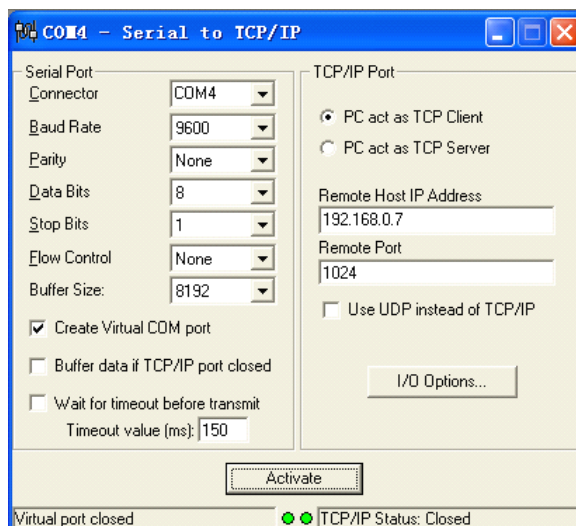 COM4 - Serial to TCP/IP
Serial Port
Connector COM4
Baud Rate 9600
Parity None
Data Bits 8
Stop Bits 1
Flow Control None
Buffer Size: 8192
Create Virtual COM port
Buffer data if TCP/IP port closed
Wait for timeout before transmit
Timeout value (ms): 150
TCP/IP Port
PC act as TCP Client
PC act as TCP Server
Remote Host IP Address
192.168.0.7
Remote Port
1024
Use UDP instead of TCP/IP
I/O Options...
Activate
Virtual port closed
TCP/IP Status: Closed